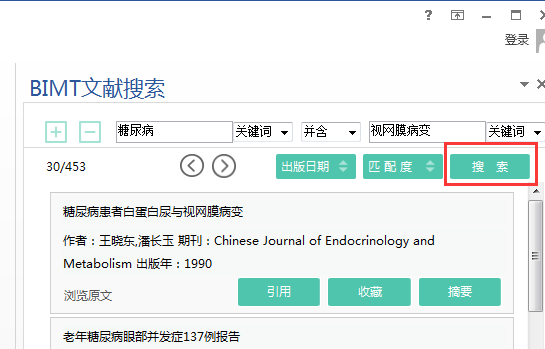 登录
BIMT文献搜索
糖尿病 关键词 并含 视网膜病变 关键词
30/453 出版日期 匹配度 搜 索
糖尿病患者白蛋白尿与视网膜病变
作者：王晓东,潘长玉 期刊：Chinese Journal of Endocrinology and
Metabolism 出版年：1990
浏览原文 引用 收藏 摘要
老年糖尿病眼部并发症137例报告